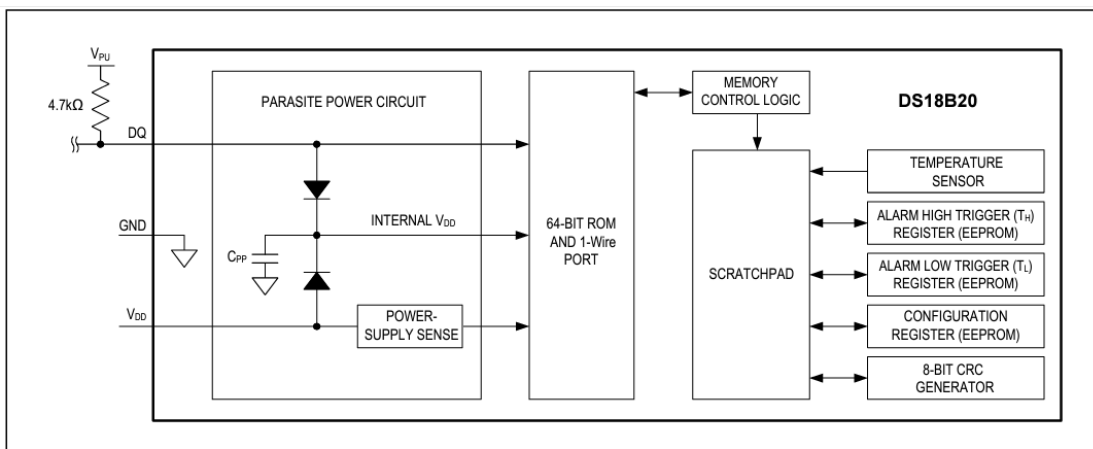 V_PU
4.7kΩ
DQ
GND
V_DD
PARASITE POWER CIRCUIT
INTERNAL V_DD
C_PP
POWER-
SUPPLY SENSE
64-BIT ROM
AND 1-Wire
PORT
MEMORY
CONTROL LOGIC
SCRATCHPAD
DS18B20
TEMPERATURE
SENSOR
ALARM HIGH TRIGGER (T_H)
REGISTER (EEPROM)
ALARM LOW TRIGGER (T_L)
REGISTER (EEPROM)
CONFIGURATION
REGISTER (EEPROM)
8-BIT CRC
GENERATOR